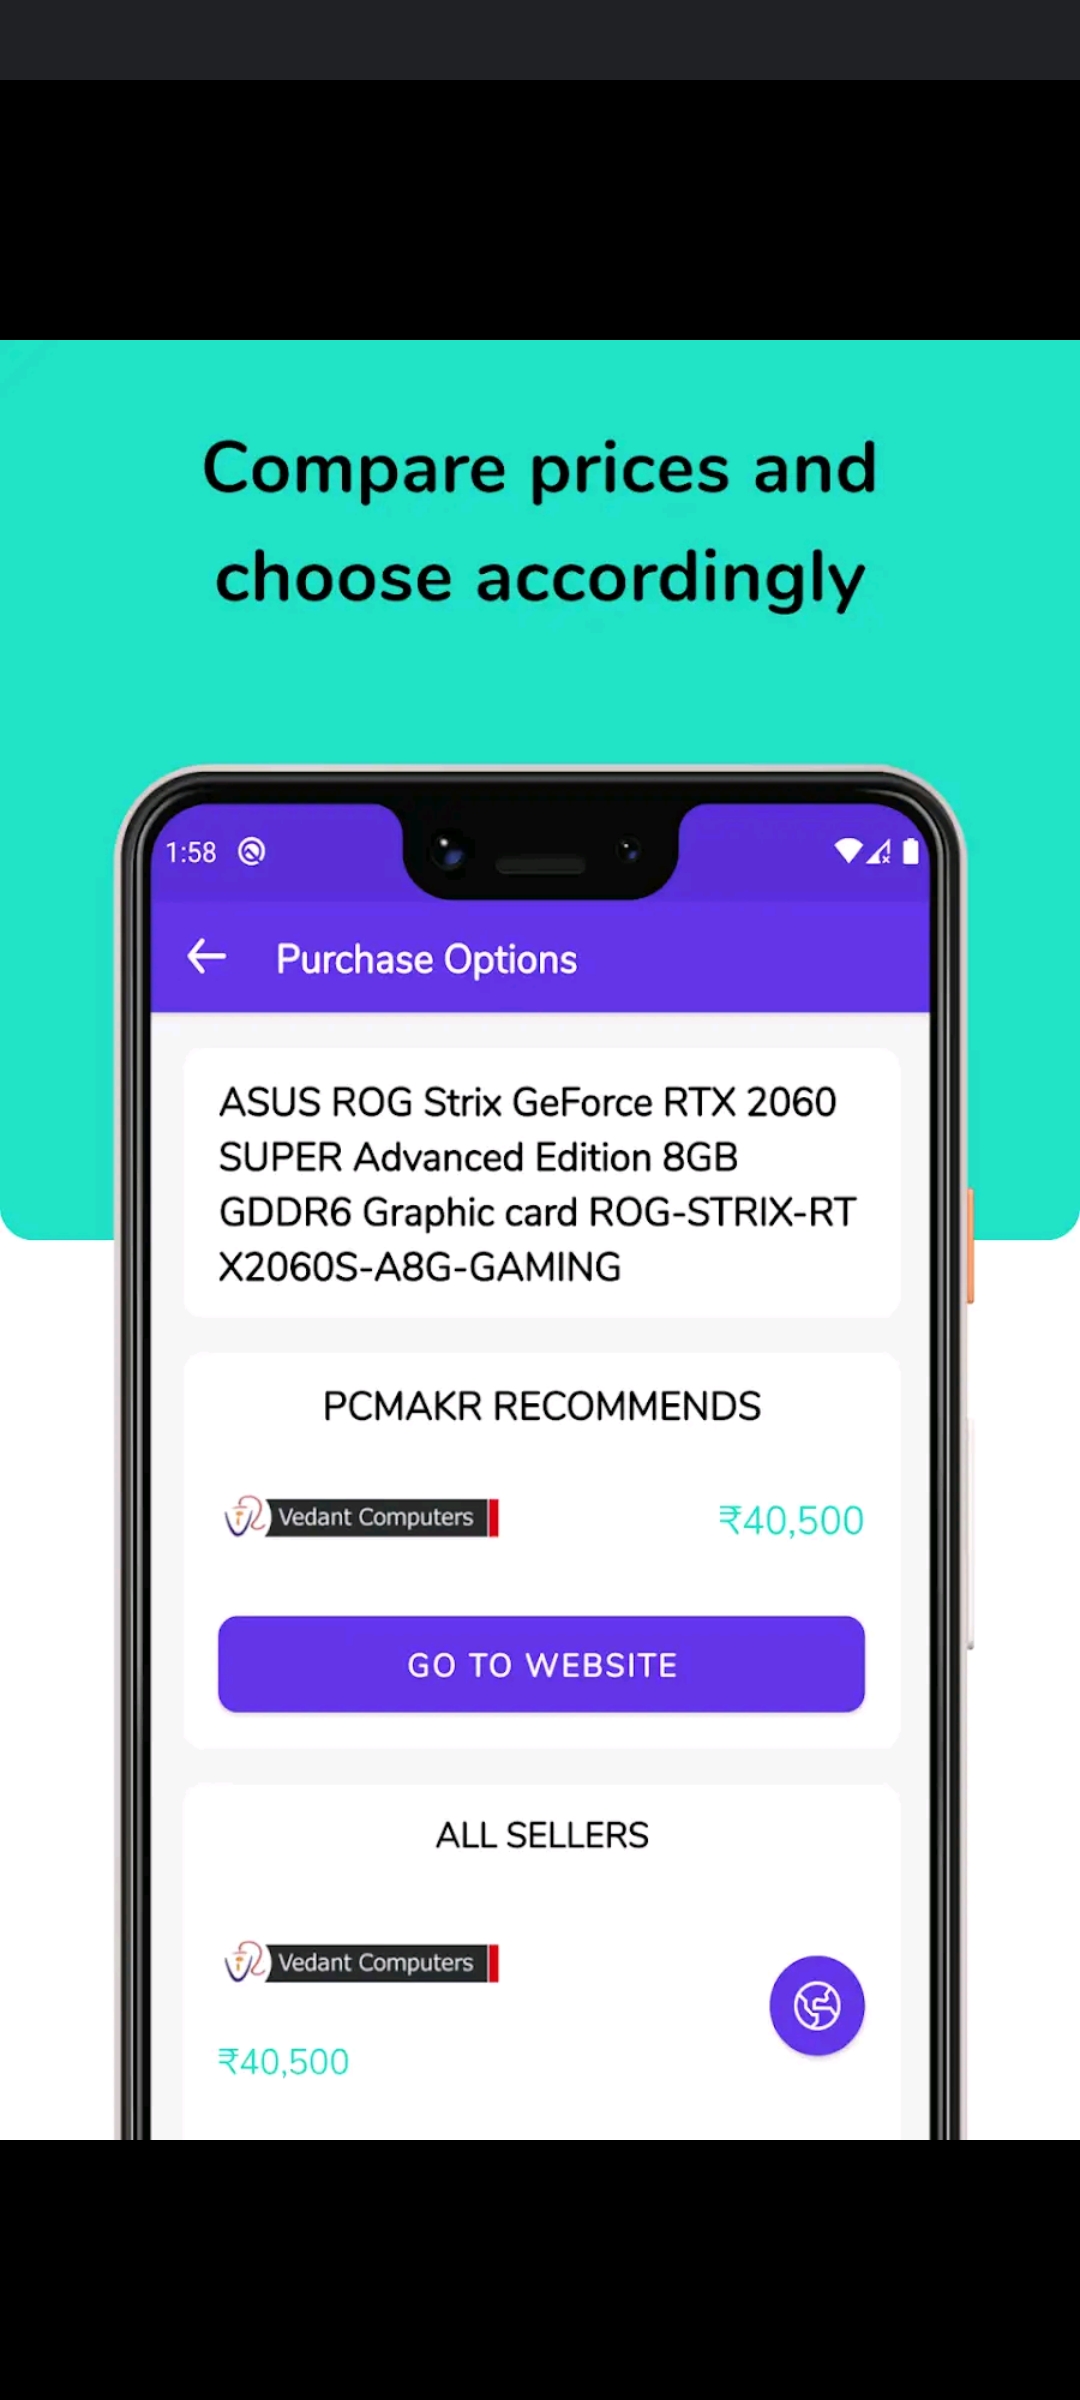 Compare prices and
choose accordingly
1:58
Purchase Options
ASUS ROG Strix GeForce RTX 2060
SUPER Advanced Edition 8GB
GDDR6 Graphic card ROG-STRIX-RT
X2060S-A8G-GAMING
PCMAKR RECOMMENDS
Vedant Computers ₹40,500
GO TO WEBSITE
ALL SELLERS
Vedant Computers
₹40,500